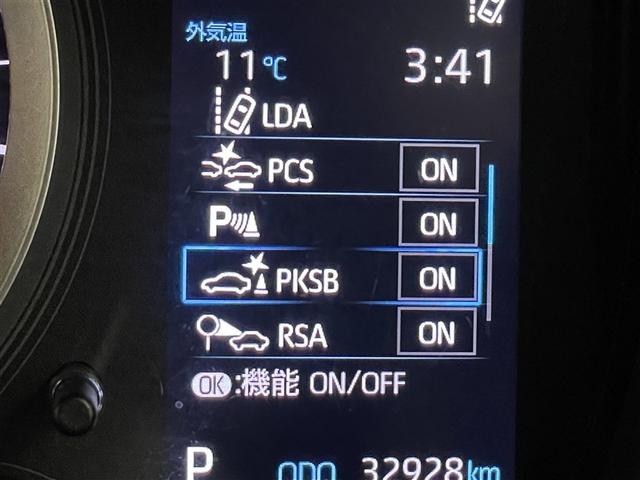 外気温
11℃ 3:41
LDA
PCS ON
P ON
PKSB ON
RSA ON
OK:機能 ON/OFF
P ODO 32928km